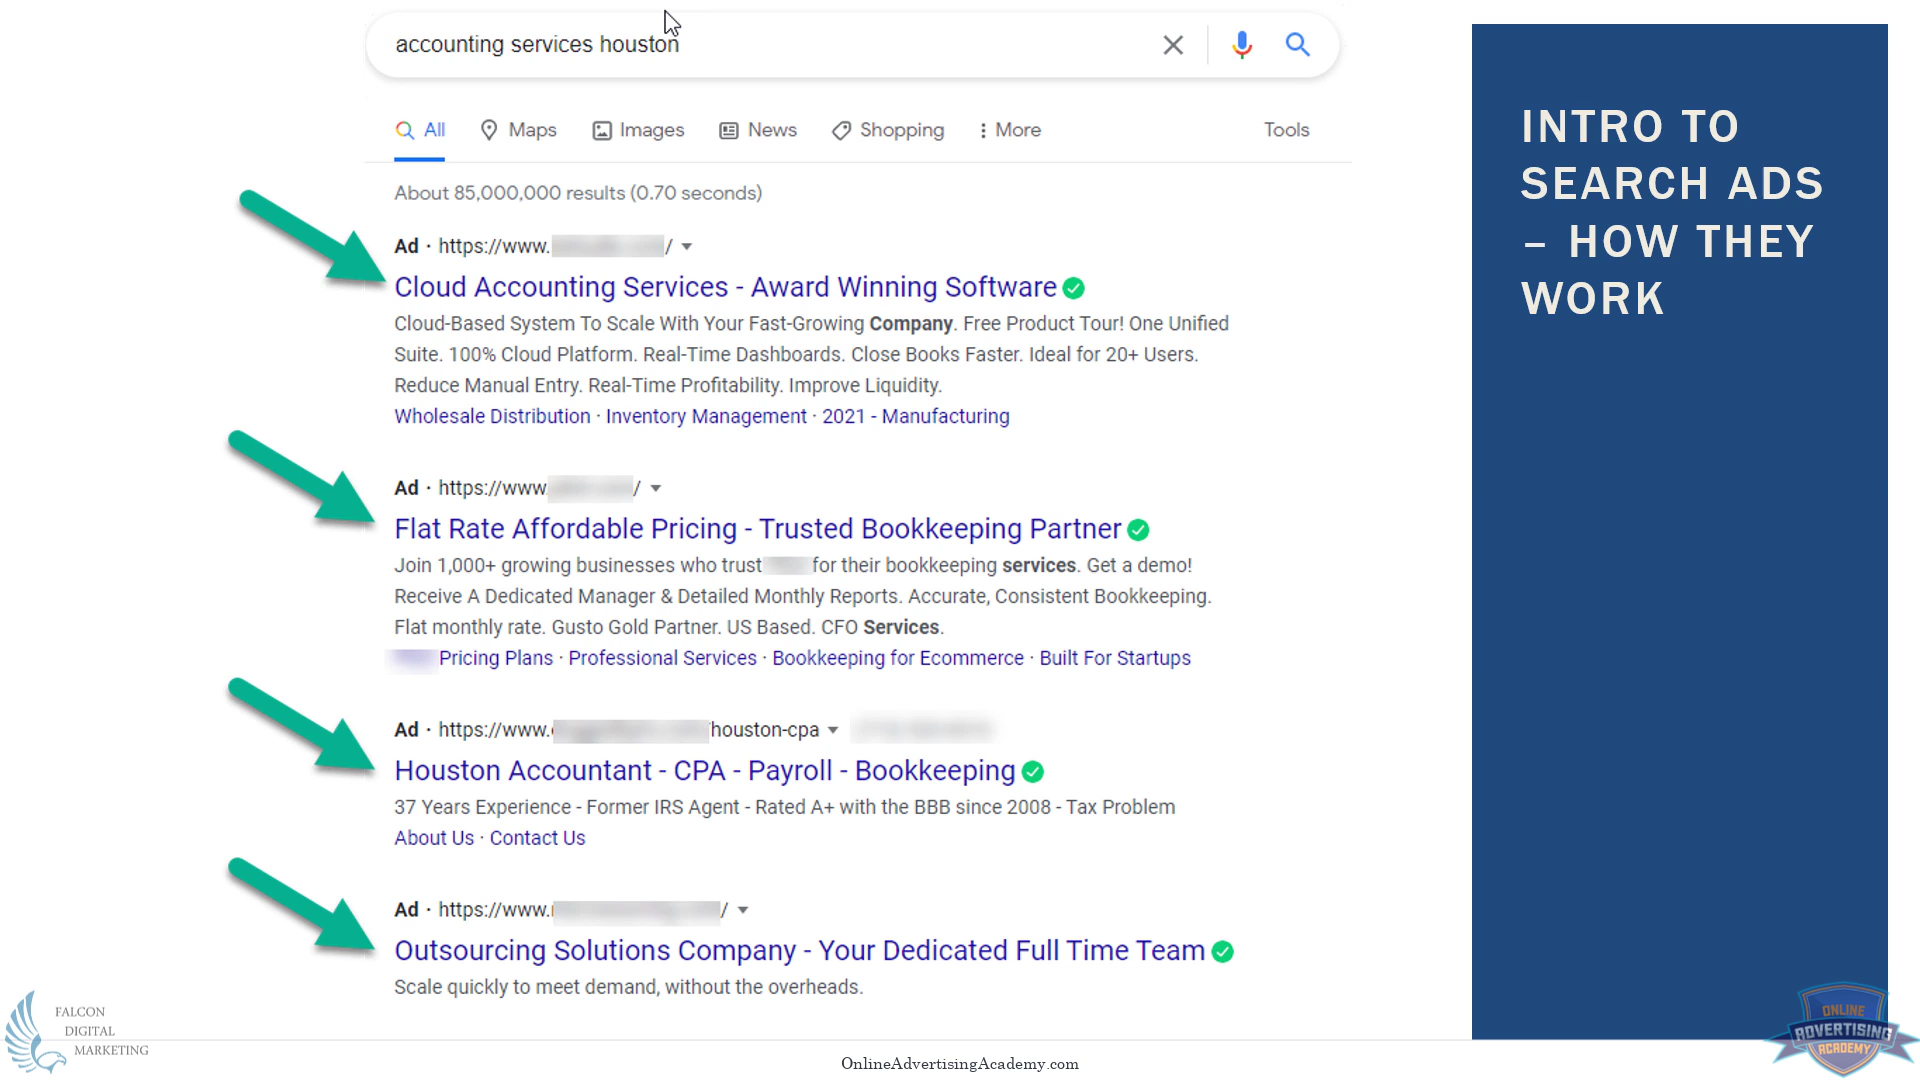 accounting services houston
All Maps Images News Shopping More Tools
About 85,000,000 results (0.70 seconds)
Ad · https://www. /
Cloud Accounting Services - Award Winning Software
Cloud-Based System To Scale With Your Fast-Growing Company. Free Product Tour! One Unified
Suite. 100% Cloud Platform. Real-Time Dashboards. Close Books Faster. Ideal for 20+ Users.
Reduce Manual Entry. Real-Time Profitability. Improve Liquidity.
Wholesale Distribution · Inventory Management · 2021 - Manufacturing
Ad · https://www. /
Flat Rate Affordable Pricing - Trusted Bookkeeping Partner
Join 1,000+ growing businesses who trust for their bookkeeping services. Get a demo!
Receive A Dedicated Manager & Detailed Monthly Reports. Accurate, Consistent Bookkeeping.
Flat monthly rate. Gusto Gold Partner. US Based. CFO Services.
Pricing Plans · Professional Services · Bookkeeping for Ecommerce · Built For Startups
Ad · https://www. /houston-cpa
Houston Accountant - CPA - Payroll - Bookkeeping
37 Years Experience - Former IRS Agent - Rated A+ with the BBB since 2008 - Tax Problem
About Us · Contact Us
Ad · https://www. /
Outsourcing Solutions Company - Your Dedicated Full Time Team
Scale quickly to meet demand, without the overheads.
INTRO TO
SEARCH ADS
– HOW THEY
WORK
FALCON
DIGITAL
MARKETING
OnlineAdvertisingAcademy.com
ONLINE
ADVERTISING
ACADEMY